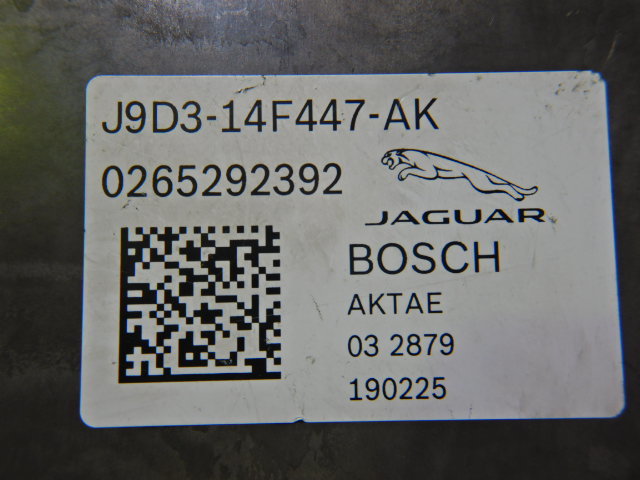 J9D3-14F447-AK
0265292392
JAGUAR
BOSCH
AKTAE
03 2879
190225